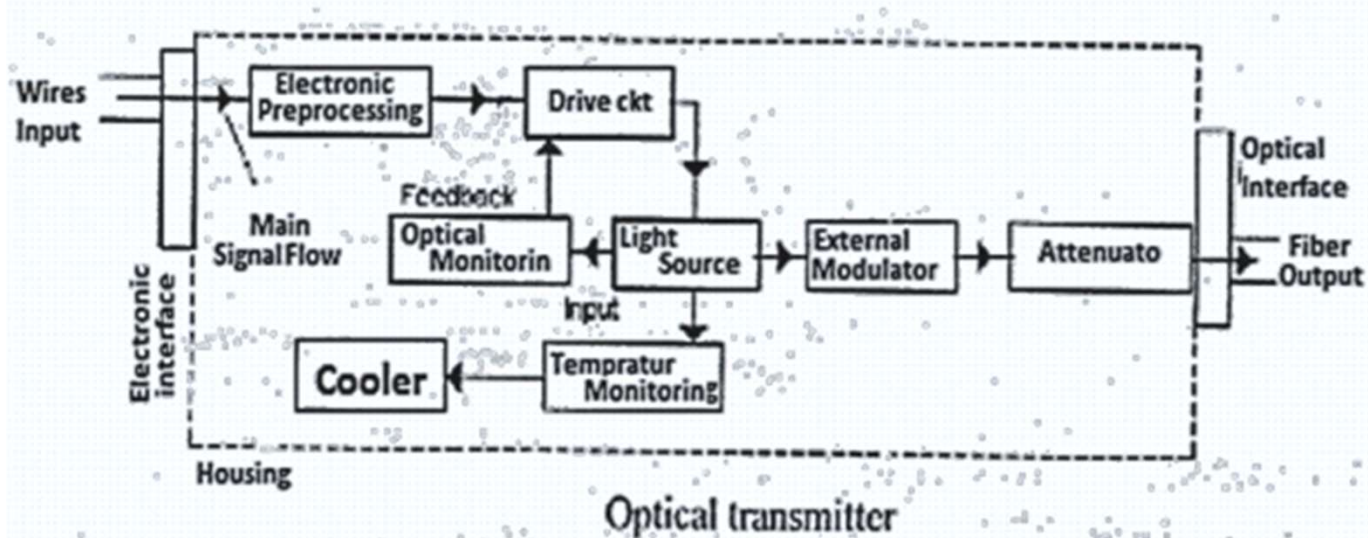 Wires
Input
Electronic
Preprocessing
Drive ckt
Main
Signal Flow
Feedback
Optical
Monitorin
Light
Source
Input
External
Modulator
Attenuato
Optical
Interface
Fiber
Output
Electronic
interface
Cooler
Tempratur
Monitoring
Housing
Optical transmitter